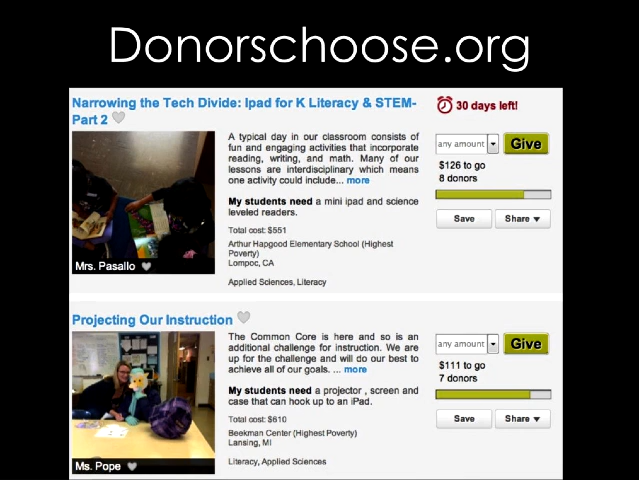 Donorschoose.org
Narrowing the Tech Divide: Ipad for K Literacy & STEM-
Part 2
30 days left!
A typical day in our classroom consists of
fun and engaging activities that incorporate
reading, writing, and math. Many of our
lessons are interdisciplinary which means
one activity could include... more
My students need a mini ipad and science
leveled readers.
Total cost: $551
Arthur Hapgood Elementary School (Highest
Poverty)
Lompoc, CA
Applied Sciences, Literacy
Mrs. Pasallo
any amount
Give
$126 to go
8 donors
Save
Share
Projecting Our Instruction
The Common Core is here and so is an
additional challenge for instruction. We are
up for the challenge and will do our best to
achieve all of our goals. ... more
My students need a projector , screen and
case that can hook up to an iPad.
Total cost: $610
Beekman Center (Highest Poverty)
Lansing, MI
Literacy, Applied Sciences
Ms. Pope
any amount
Give
$111 to go
7 donors
Save
Share